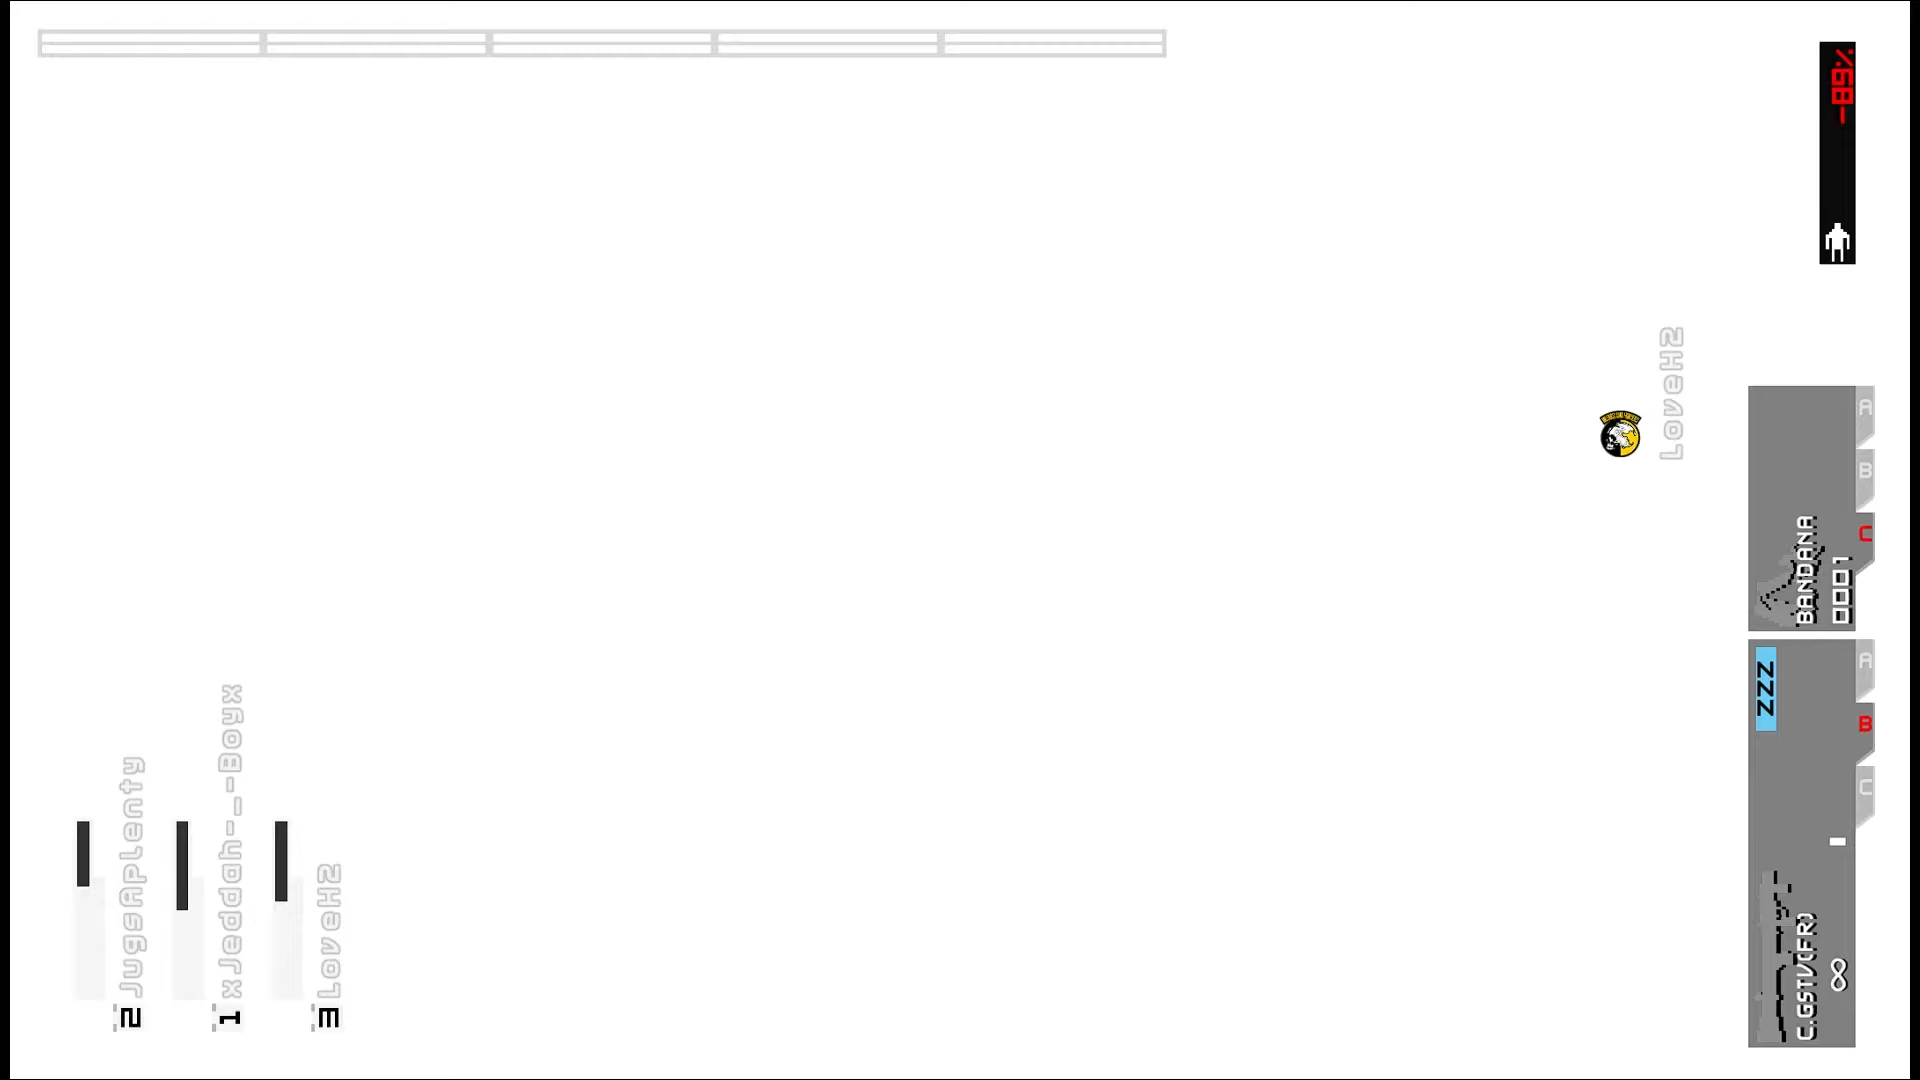 2 JugsAplenty
1 xJeddah-_-Boyx
3 LoveH2
LoveH2
-89%
ZZZ
C.GSTV(FR)
∞
C B A
BANDANA
0001
C B A